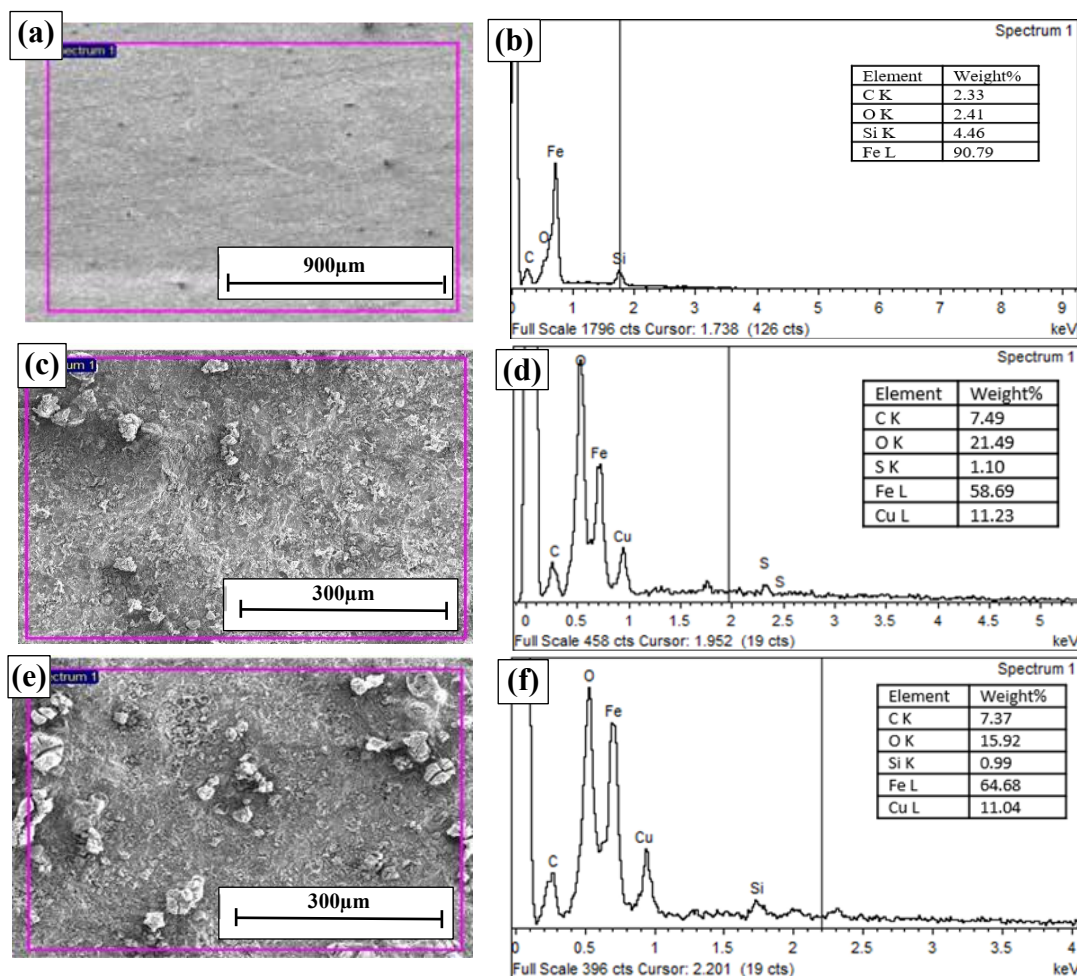 (a)
Spectrum 1
900µm
(b)
Spectrum 1
Element Weight%
C K 2.33
O K 2.41
Si K 4.46
Fe L 90.79
Fe
O
C
Si
0 1 2 3 4 5 6 7 8 9
Full Scale 1796 cts Cursor: 1.738 (126 cts) keV
(c)
um 1
300µm
(d)
Spectrum 1
Element Weight%
C K 7.49
O K 21.49
S K 1.10
Fe L 58.69
Cu L 11.23
O
Fe
Cu
C
S
S
0 0.5 1 1.5 2 2.5 3 3.5 4 4.5 5
Full Scale 458 cts Cursor: 1.952 (19 cts) keV
(e)
ectrum 1
300µm
(f)
Spectrum 1
Element Weight%
C K 7.37
O K 15.92
Si K 0.99
Fe L 64.68
Cu L 11.04
O
Fe
Cu
C
Si
0 0.5 1 1.5 2 2.5 3 3.5 4
Full Scale 396 cts Cursor: 2.201 (19 cts) keV